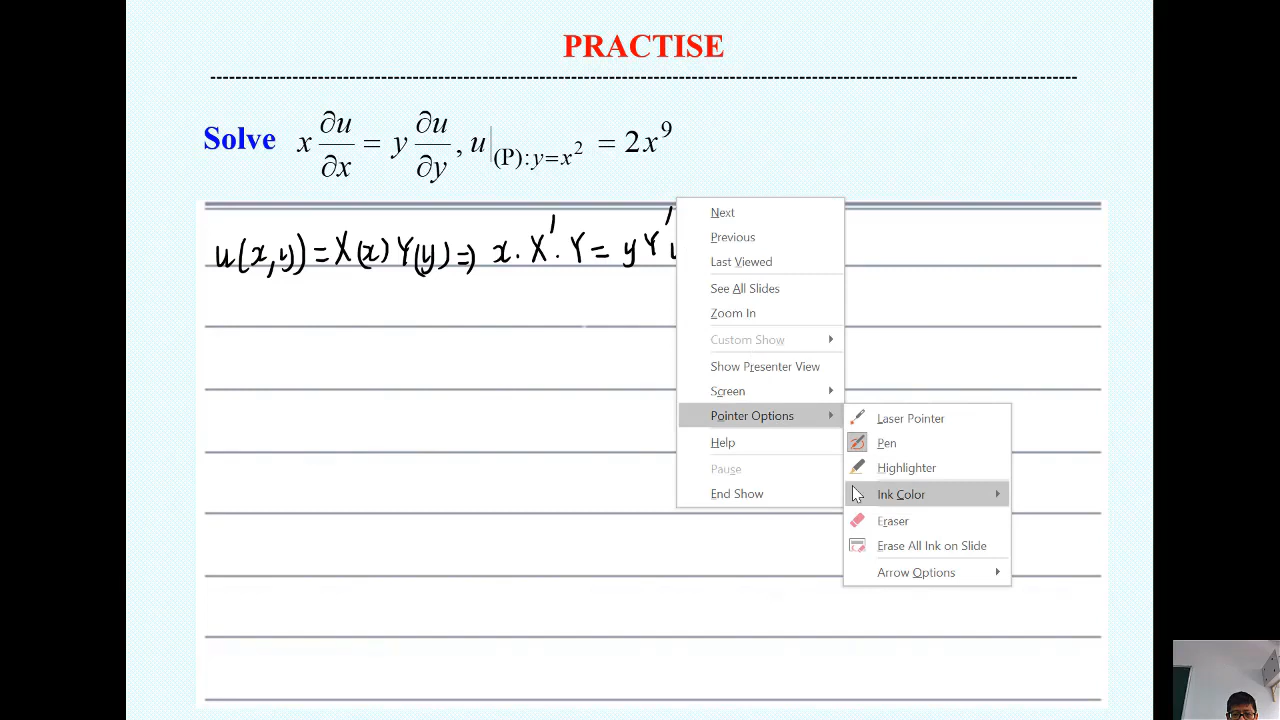 PRACTISE
Solve x ∂u/∂x = y ∂u/∂y , u|(P): y=x² = 2x⁹
u(x,y) = X(x) Y(y) ⇒ x · X' · Y = y Y'
Next
Previous
Last Viewed
See All Slides
Zoom In
Custom Show
Show Presenter View
Screen
Pointer Options
Help
Pause
End Show
Laser Pointer
Pen
Highlighter
Ink Color
Eraser
Erase All Ink on Slide
Arrow Options